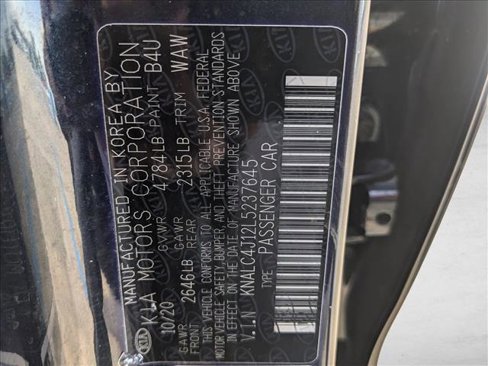 MANUFACTURED IN KOREA BY
KIA MOTORS CORPORATION
10/20 GVWR 4784LB PAINT B4U
GAWR FRONT 2646LB GAWR REAR 2315LB TRIM WAW
THIS VEHICLE CONFORMS TO ALL APPLICABLE U.S.A. FEDERAL
MOTOR VEHICLE SAFETY, BUMPER, AND THEFT PREVENTION STANDARDS
IN EFFECT ON THE DATE OF MANUFACTURE SHOWN ABOVE.
V.I.N.: KNALC4J12L5237645
TYPE: PASSENGER CAR
KIA